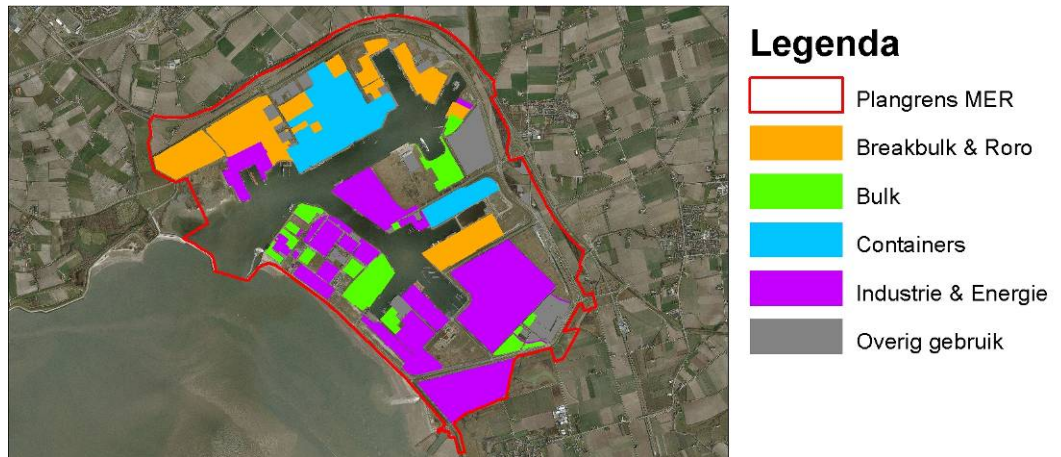 Legenda
Plangrens MER
Breakbulk & Roro
Bulk
Containers
Industrie & Energie
Overig gebruik